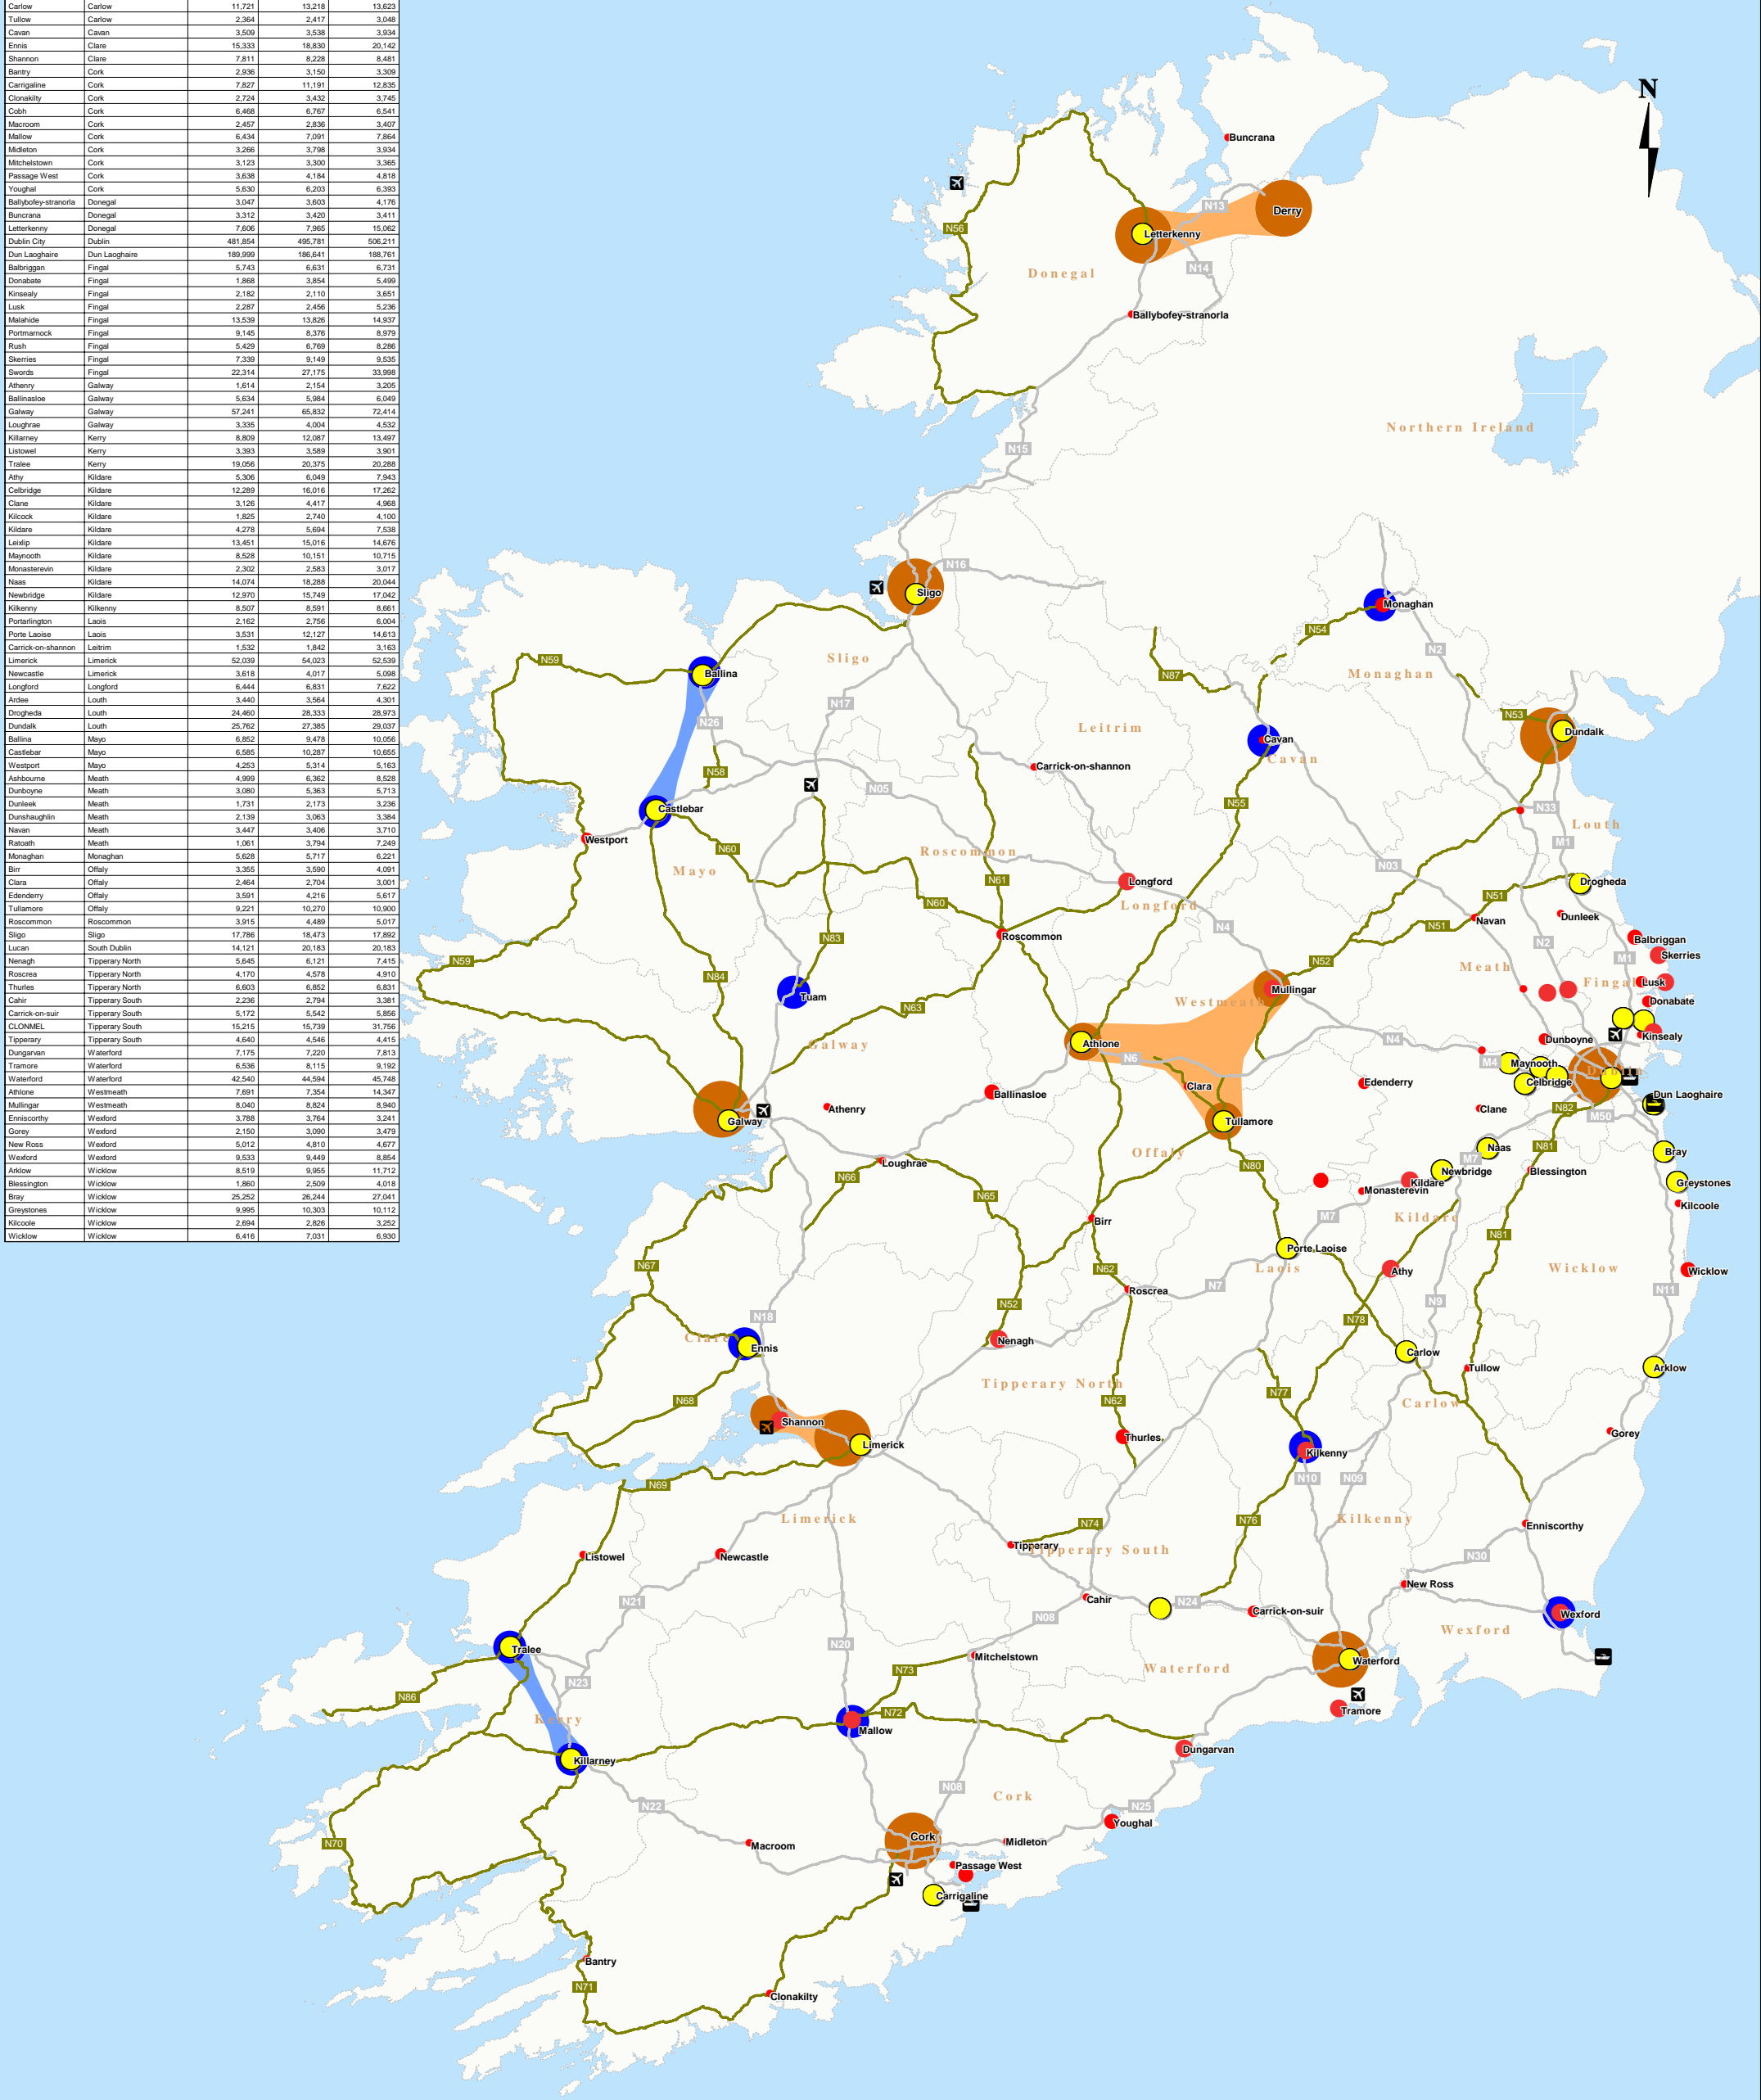 Carlow Carlow 11,721 13,218 13,623
Tullow Carlow 2,364 2,417 3,048
Cavan Cavan 3,509 3,538 3,934
Ennis Clare 15,333 18,830 20,142
Shannon Clare 7,811 8,228 8,481
Bantry Cork 2,936 3,150 3,309
Carrigaline Cork 7,827 11,191 12,835
Clonakilty Cork 2,724 3,432 3,745
Cobh Cork 6,468 6,767 6,541
Macroom Cork 2,457 2,836 3,407
Mallow Cork 6,434 7,091 7,864
Midleton Cork 3,266 3,798 3,934
Mitchelstown Cork 3,123 3,300 3,365
Passage West Cork 3,638 4,184 4,818
Youghal Cork 5,630 6,203 6,393
Ballybofey-stranorla Donegal 3,047 3,603 4,176
Buncrana Donegal 3,312 3,420 3,411
Letterkenny Donegal 7,606 7,965 15,062
Dublin City Dublin 481,854 495,781 506,211
Dun Laoghaire Dun Laoghaire 189,999 186,641 188,761
Balbriggan Fingal 5,743 6,631 6,731
Donabate Fingal 1,868 3,854 5,499
Kinsealy Fingal 2,182 2,110 3,651
Lusk Fingal 2,287 2,456 5,236
Malahide Fingal 13,539 13,826 14,937
Portmarnock Fingal 9,145 8,376 8,979
Rush Fingal 5,429 6,769 8,286
Skerries Fingal 7,339 9,149 9,535
Swords Fingal 22,314 27,175 33,998
Athenry Galway 1,614 2,154 3,205
Ballinasloe Galway 5,634 5,984 6,049
Galway Galway 57,241 65,832 72,414
Loughrae Galway 3,335 4,004 4,532
Killarney Kerry 8,809 12,087 13,497
Listowel Kerry 3,393 3,589 3,901
Tralee Kerry 19,056 20,375 20,288
Athy Kildare 5,306 6,049 7,943
Celbridge Kildare 12,289 16,016 17,262
Clane Kildare 3,126 4,417 4,968
Kilcock Kildare 1,825 2,740 4,100
Kildare Kildare 4,278 5,694 7,538
Leixlip Kildare 13,451 15,016 14,676
Maynooth Kildare 8,528 10,151 10,715
Monasterevin Kildare 2,302 2,583 3,017
Naas Kildare 14,074 18,288 20,044
Newbridge Kildare 12,970 15,749 17,042
Kilkenny Kilkenny 8,507 8,591 8,661
Portarlington Laois 2,162 2,756 6,004
Porte Laoise Laois 3,531 12,127 14,613
Carrick-on-shannon Leitrim 1,532 1,842 3,163
Limerick Limerick 52,039 54,023 52,539
Newcastle Limerick 3,618 4,017 5,098
Longford Longford 6,444 6,831 7,622
Ardee Louth 3,440 3,564 4,301
Drogheda Louth 24,460 28,333 28,973
Dundalk Louth 25,762 27,385 29,037
Ballina Mayo 6,852 9,478 10,056
Castlebar Mayo 6,585 10,287 10,655
Westport Mayo 4,253 5,314 5,163
Ashbourne Meath 4,999 6,362 8,528
Dunboyne Meath 3,080 5,363 5,713
Dunleek Meath 1,731 2,173 3,236
Dunshaughlin Meath 2,139 3,063 3,384
Navan Meath 3,447 3,406 3,710
Ratoath Meath 1,061 3,794 7,249
Monaghan Monaghan 5,628 5,717 6,221
Birr Offaly 3,355 3,590 4,091
Clara Offaly 2,464 2,704 3,001
Edenderry Offaly 3,591 4,216 5,617
Tullamore Offaly 9,221 10,270 10,900
Roscommon Roscommon 3,915 4,489 5,017
Sligo Sligo 17,786 18,473 17,892
Lucan South Dublin 14,121 20,183 20,183
Nenagh Tipperary North 5,645 6,121 7,415
Roscrea Tipperary North 4,170 4,578 4,910
Thurles Tipperary North 6,603 6,852 6,831
Cahir Tipperary South 2,236 2,794 3,381
Carrick-on-suir Tipperary South 5,172 5,542 5,856
CLONMEL Tipperary South 15,215 15,739 31,756
Tipperary Tipperary South 4,640 4,546 4,415
Dungarvan Waterford 7,175 7,220 7,813
Tramore Waterford 6,536 8,115 9,192
Waterford Waterford 42,540 44,594 45,748
Athlone Westmeath 7,691 7,354 14,347
Mullingar Westmeath 8,040 8,824 8,940
Enniscorthy Wexford 3,788 3,764 3,241
Gorey Wexford 2,150 3,090 3,479
New Ross Wexford 5,012 4,810 4,677
Wexford Wexford 9,533 9,449 8,854
Arklow Wicklow 8,519 9,955 11,712
Blessington Wicklow 1,860 2,509 4,018
Bray Wicklow 25,252 26,244 27,041
Greystones Wicklow 9,995 10,303 10,112
Kilcoole Wicklow 2,694 2,826 3,252
Wicklow Wicklow 6,416 7,031 6,930
N
Buncrana
N13
Derry
N56
Letterkenny
N14
Donegal
Ballybofey-stranorla
Northern Ireland
N15
N16
Sligo
Monaghan
N54
N2
Sligo
N59
Ballina
N87
Monaghan
N17
N53
N26
Leitrim
Dundalk
Cavan
Cavan
Carrick-on-shannon
N58
N05
N55
N33
Castlebar
Louth
Westport
M1
N60
Roscommon
N03
Mayo
N61
Longford
Drogheda
N51
N60
Longford
Dunleek
Navan
N4
N51
Roscommon
N83
Balbriggan
N2
Skerries
M1
N59
N52
Meath
N84
Fingal
Lusk
Mullingar
Tuam
Westmeath
Donabate
N63
Kinsealy
Galway
Athlone
N4
Dunboyne
N6
M4
Maynooth
Dublin
Celbridge
Clara
Edenderry
Ballinasloe
Dun Laoghaire
Athenry
Clane
N82
M50
Galway
Tullamore
N81
Naas
Offaly
Bray
M7
Loughrae
N80
Newbridge
Blessington
N66
Kildare
Greystones
Monasterevin
N65
Kilcoole
Birr
M7
Kildare
N81
Porte Laoise
N67
N62
Laois
Athy
Wicklow
Wicklow
N7
Roscrea
N11
N52
N9
N18
N78
Clare
Nenagh
Ennis
Carlow
Arklow
Tullow
Tipperary North
N77
N68
N62
Carlow
Shannon
Gorey
Thurles
Limerick
Kilkenny
N10
N09
N69
Limerick
Kilkenny
N76
N74
Enniscorthy
Tipperary
Tipperary South
Listowel
Newcastle
N30
New Ross
Cahir
N21
N24
Carrick-on-suir
N08
Wexford
Wexford
N20
Tralee
Mitchelstown
Waterford
Waterford
N73
N23
N86
Tramore
N72
Kerry
Mallow
Dungarvan
Killarney
N08
Cork
N22
N25
Youghal
Cork
N70
Macroom
Midleton
Passage West
Carrigaline
Bantry
N71
Clonakilty